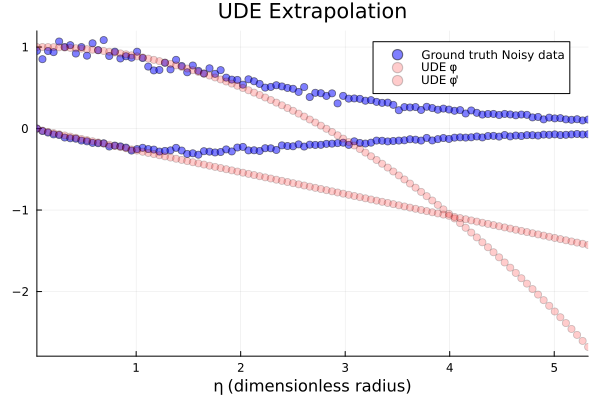 UDE Extrapolation
Ground truth Noisy data
UDE φ
UDE φ'
1
0
−1
−2
1
2
3
4
5
η (dimensionless radius)